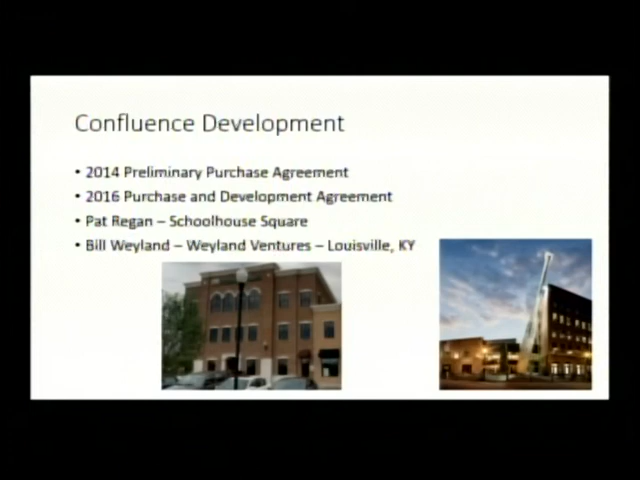 Confluence Development
• 2014 Preliminary Purchase Agreement
• 2016 Purchase and Development Agreement
• Pat Regan – Schoolhouse Square
• Bill Weyland – Weyland Ventures – Louisville, KY